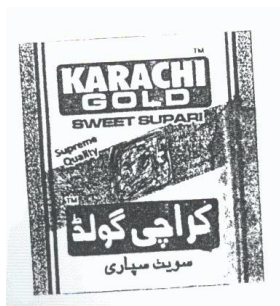 TM
KARACHI
GOLD
SWEET SUPARI
Supreme
Quality
TM
کراچی گولڈ
سویٹ سپاری